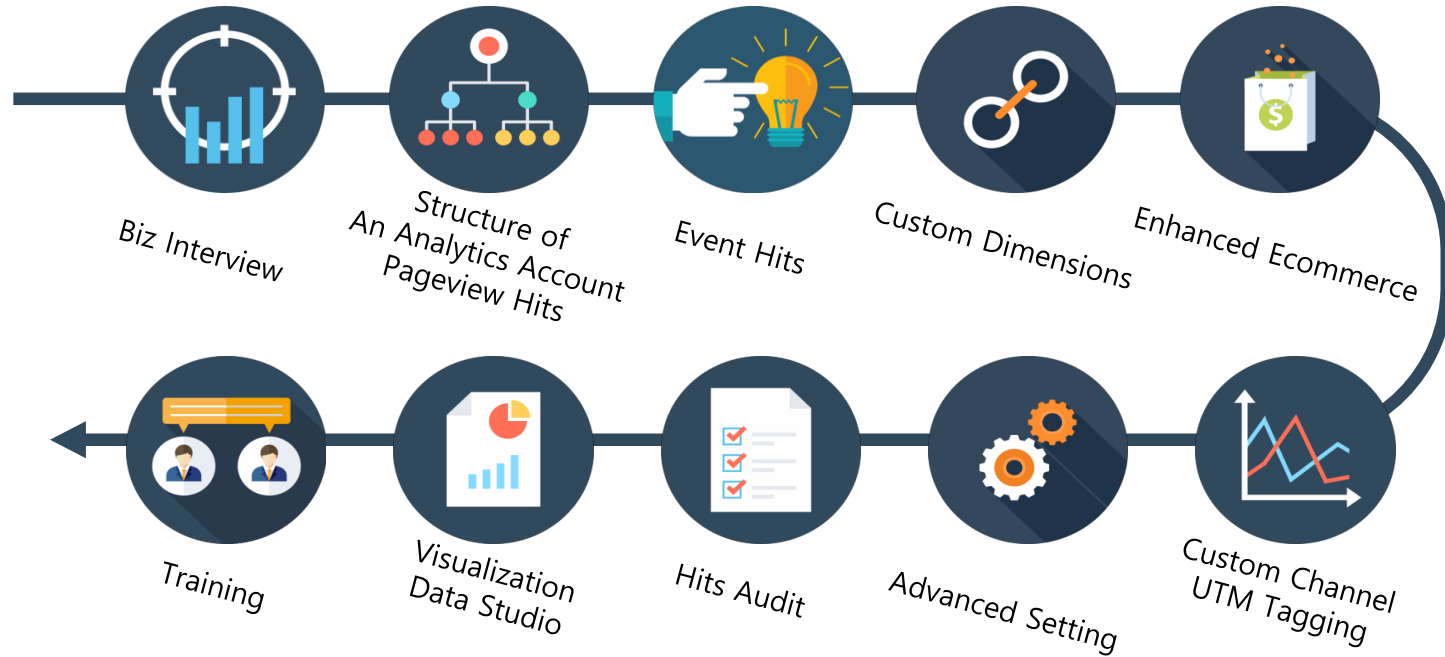 Biz Interview
Structure of
An Analytics Account
Pageview Hits
Event Hits
Custom Dimensions
Enhanced Ecommerce
$
Training
Visualization
Data Studio
Hits Audit
Advanced Setting
Custom Channel
UTM Tagging